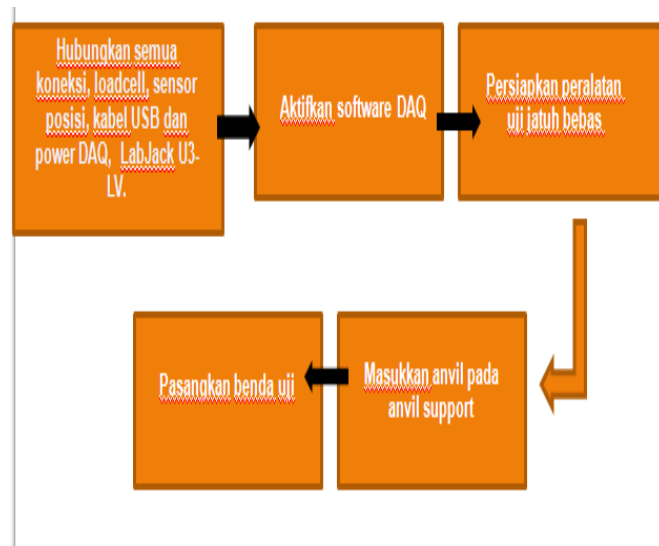 Hubungkan semua
koneksi, loadcell, sensor
posisi, kabel USB dan
power DAQ, LabJack U3-
LV.
Aktifkan software DAQ
Persiapkan peralatan
uji jatuh bebas
Masukkan anvil pada
anvil support
Pasangkan benda uji